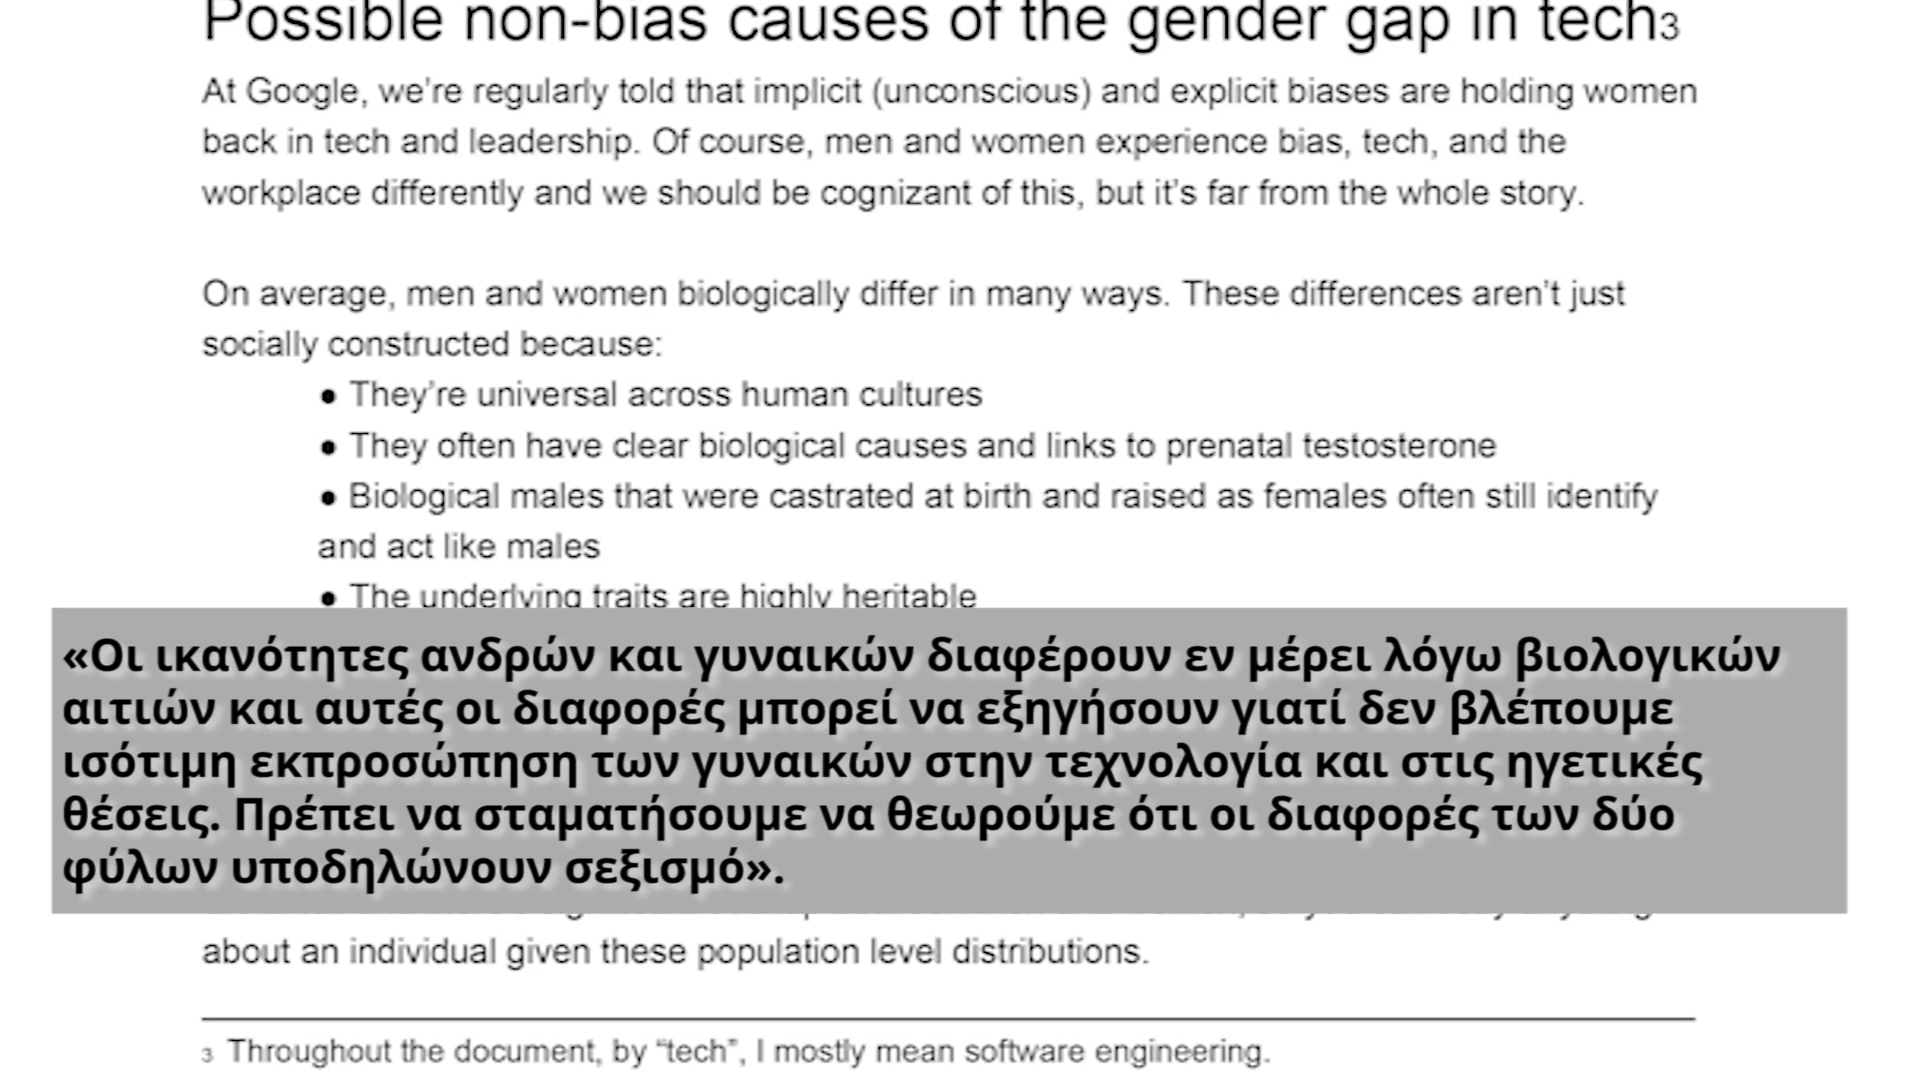 Possible non-bias causes of the gender gap in tech3
At Google, we're regularly told that implicit (unconscious) and explicit biases are holding women
back in tech and leadership. Of course, men and women experience bias, tech, and the
workplace differently and we should be cognizant of this, but it's far from the whole story.
On average, men and women biologically differ in many ways. These differences aren't just
socially constructed because:
● They're universal across human cultures
● They often have clear biological causes and links to prenatal testosterone
● Biological males that were castrated at birth and raised as females often still identify
and act like males
● The underlying traits are highly heritable
«Οι ικανότητες ανδρών και γυναικών διαφέρουν εν μέρει λόγω βιολογικών
αιτιών και αυτές οι διαφορές μπορεί να εξηγήσουν γιατί δεν βλέπουμε
ισότιμη εκπροσώπηση των γυναικών στην τεχνολογία και στις ηγετικές
θέσεις. Πρέπει να σταματήσουμε να θεωρούμε ότι οι διαφορές των δύο
φύλων υποδηλώνουν σεξισμό».
about an individual given these population level distributions.
3 Throughout the document, by “tech”, I mostly mean software engineering.